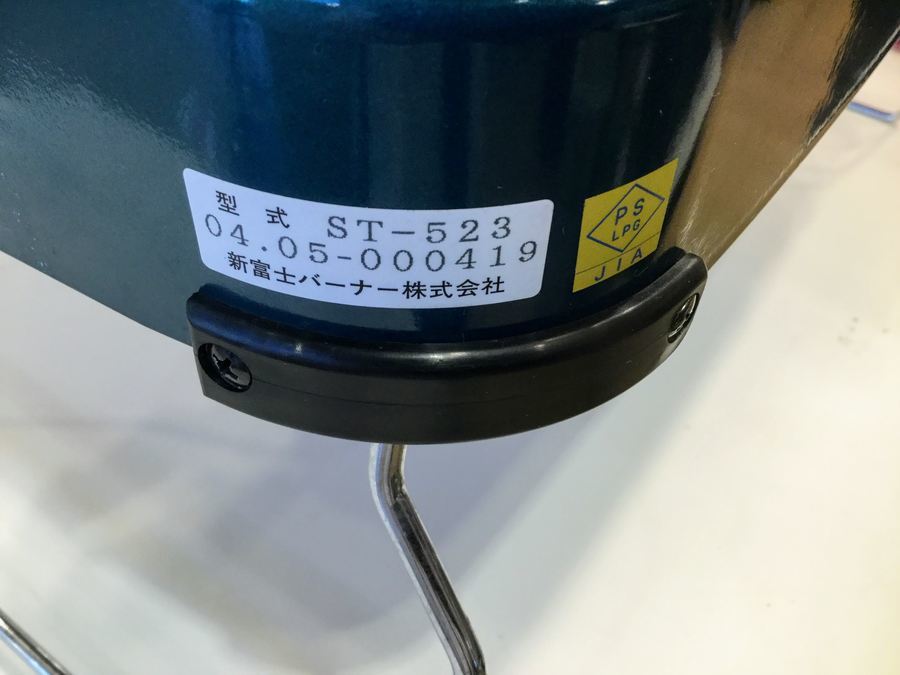 型式 ST-523
04.05-000419
新富士バーナー株式会社
PS
LPG
JIA